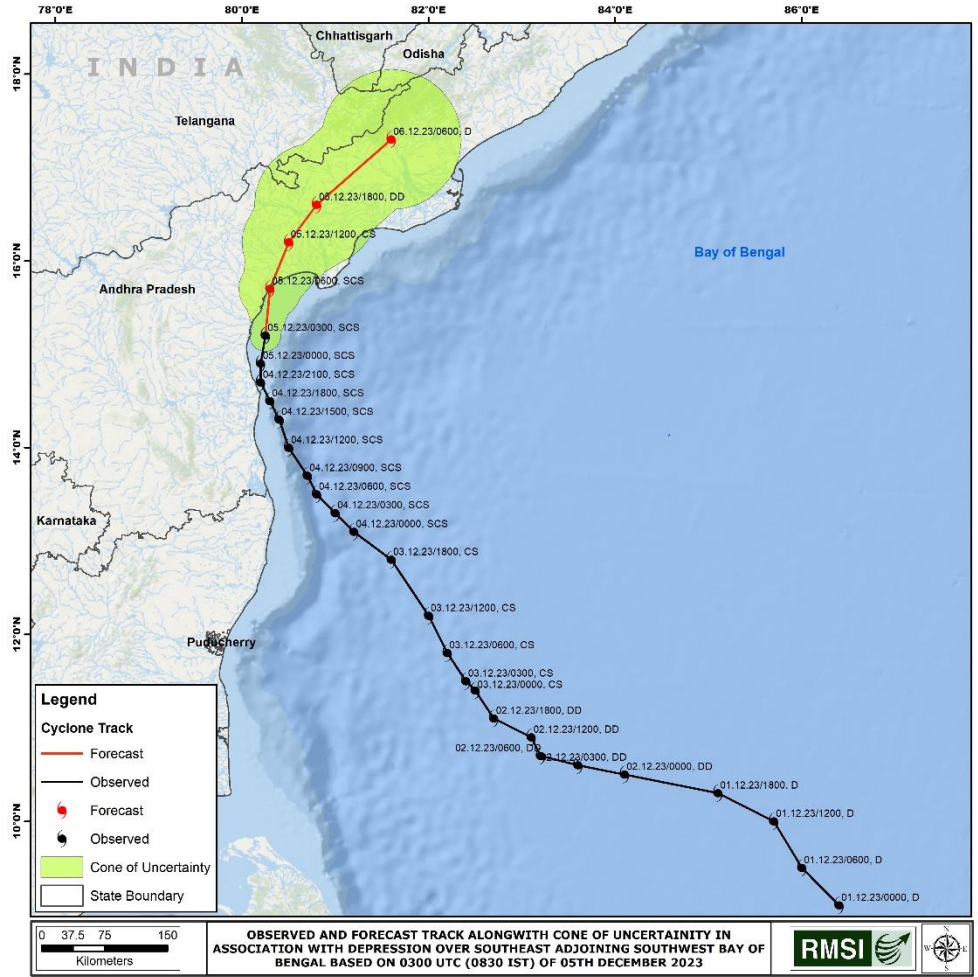 78°0'E 80°0'E 82°0'E 84°0'E 86°0'E
18°0'N
16°0'N
14°0'N
12°0'N
10°0'N
Chhattisgarh
Odisha
INDIA
Telangana
06.12.23/0600, D
05.12.23/1800, DD
05.12.23/1200, CS
Bay of Bengal
Andhra Pradesh
05.12.23/0600, SCS
05.12.23/0300, SCS
05.12.23/0000, SCS
04.12.23/2100, SCS
04.12.23/1800, SCS
04.12.23/1500, SCS
04.12.23/1200, SCS
04.12.23/0900, SCS
04.12.23/0600, SCS
04.12.23/0300, SCS
Karnataka
04.12.23/0000, SCS
03.12.23/1800, CS
03.12.23/1200, CS
Puducherry
03.12.23/0600, CS
03.12.23/0300, CS
03.12.23/0000, CS
02.12.23/1800, DD
02.12.23/1200, DD
02.12.23/0600, DD
02.12.23/0300, DD
02.12.23/0000, DD
01.12.23/1800, D
01.12.23/1200, D
01.12.23/0600, D
01.12.23/0000, D
Legend
Cyclone Track
Forecast
Observed
Forecast
Observed
Cone of Uncertainty
State Boundary
0 37.5 75 150
Kilometers
OBSERVED AND FORECAST TRACK ALONGWITH CONE OF UNCERTAINITY IN
ASSOCIATION WITH DEPRESSION OVER SOUTHEAST ADJOINING SOUTHWEST BAY OF
BENGAL BASED ON 0300 UTC (0830 IST) OF 05TH DECEMBER 2023
RMSI
N
W E
S